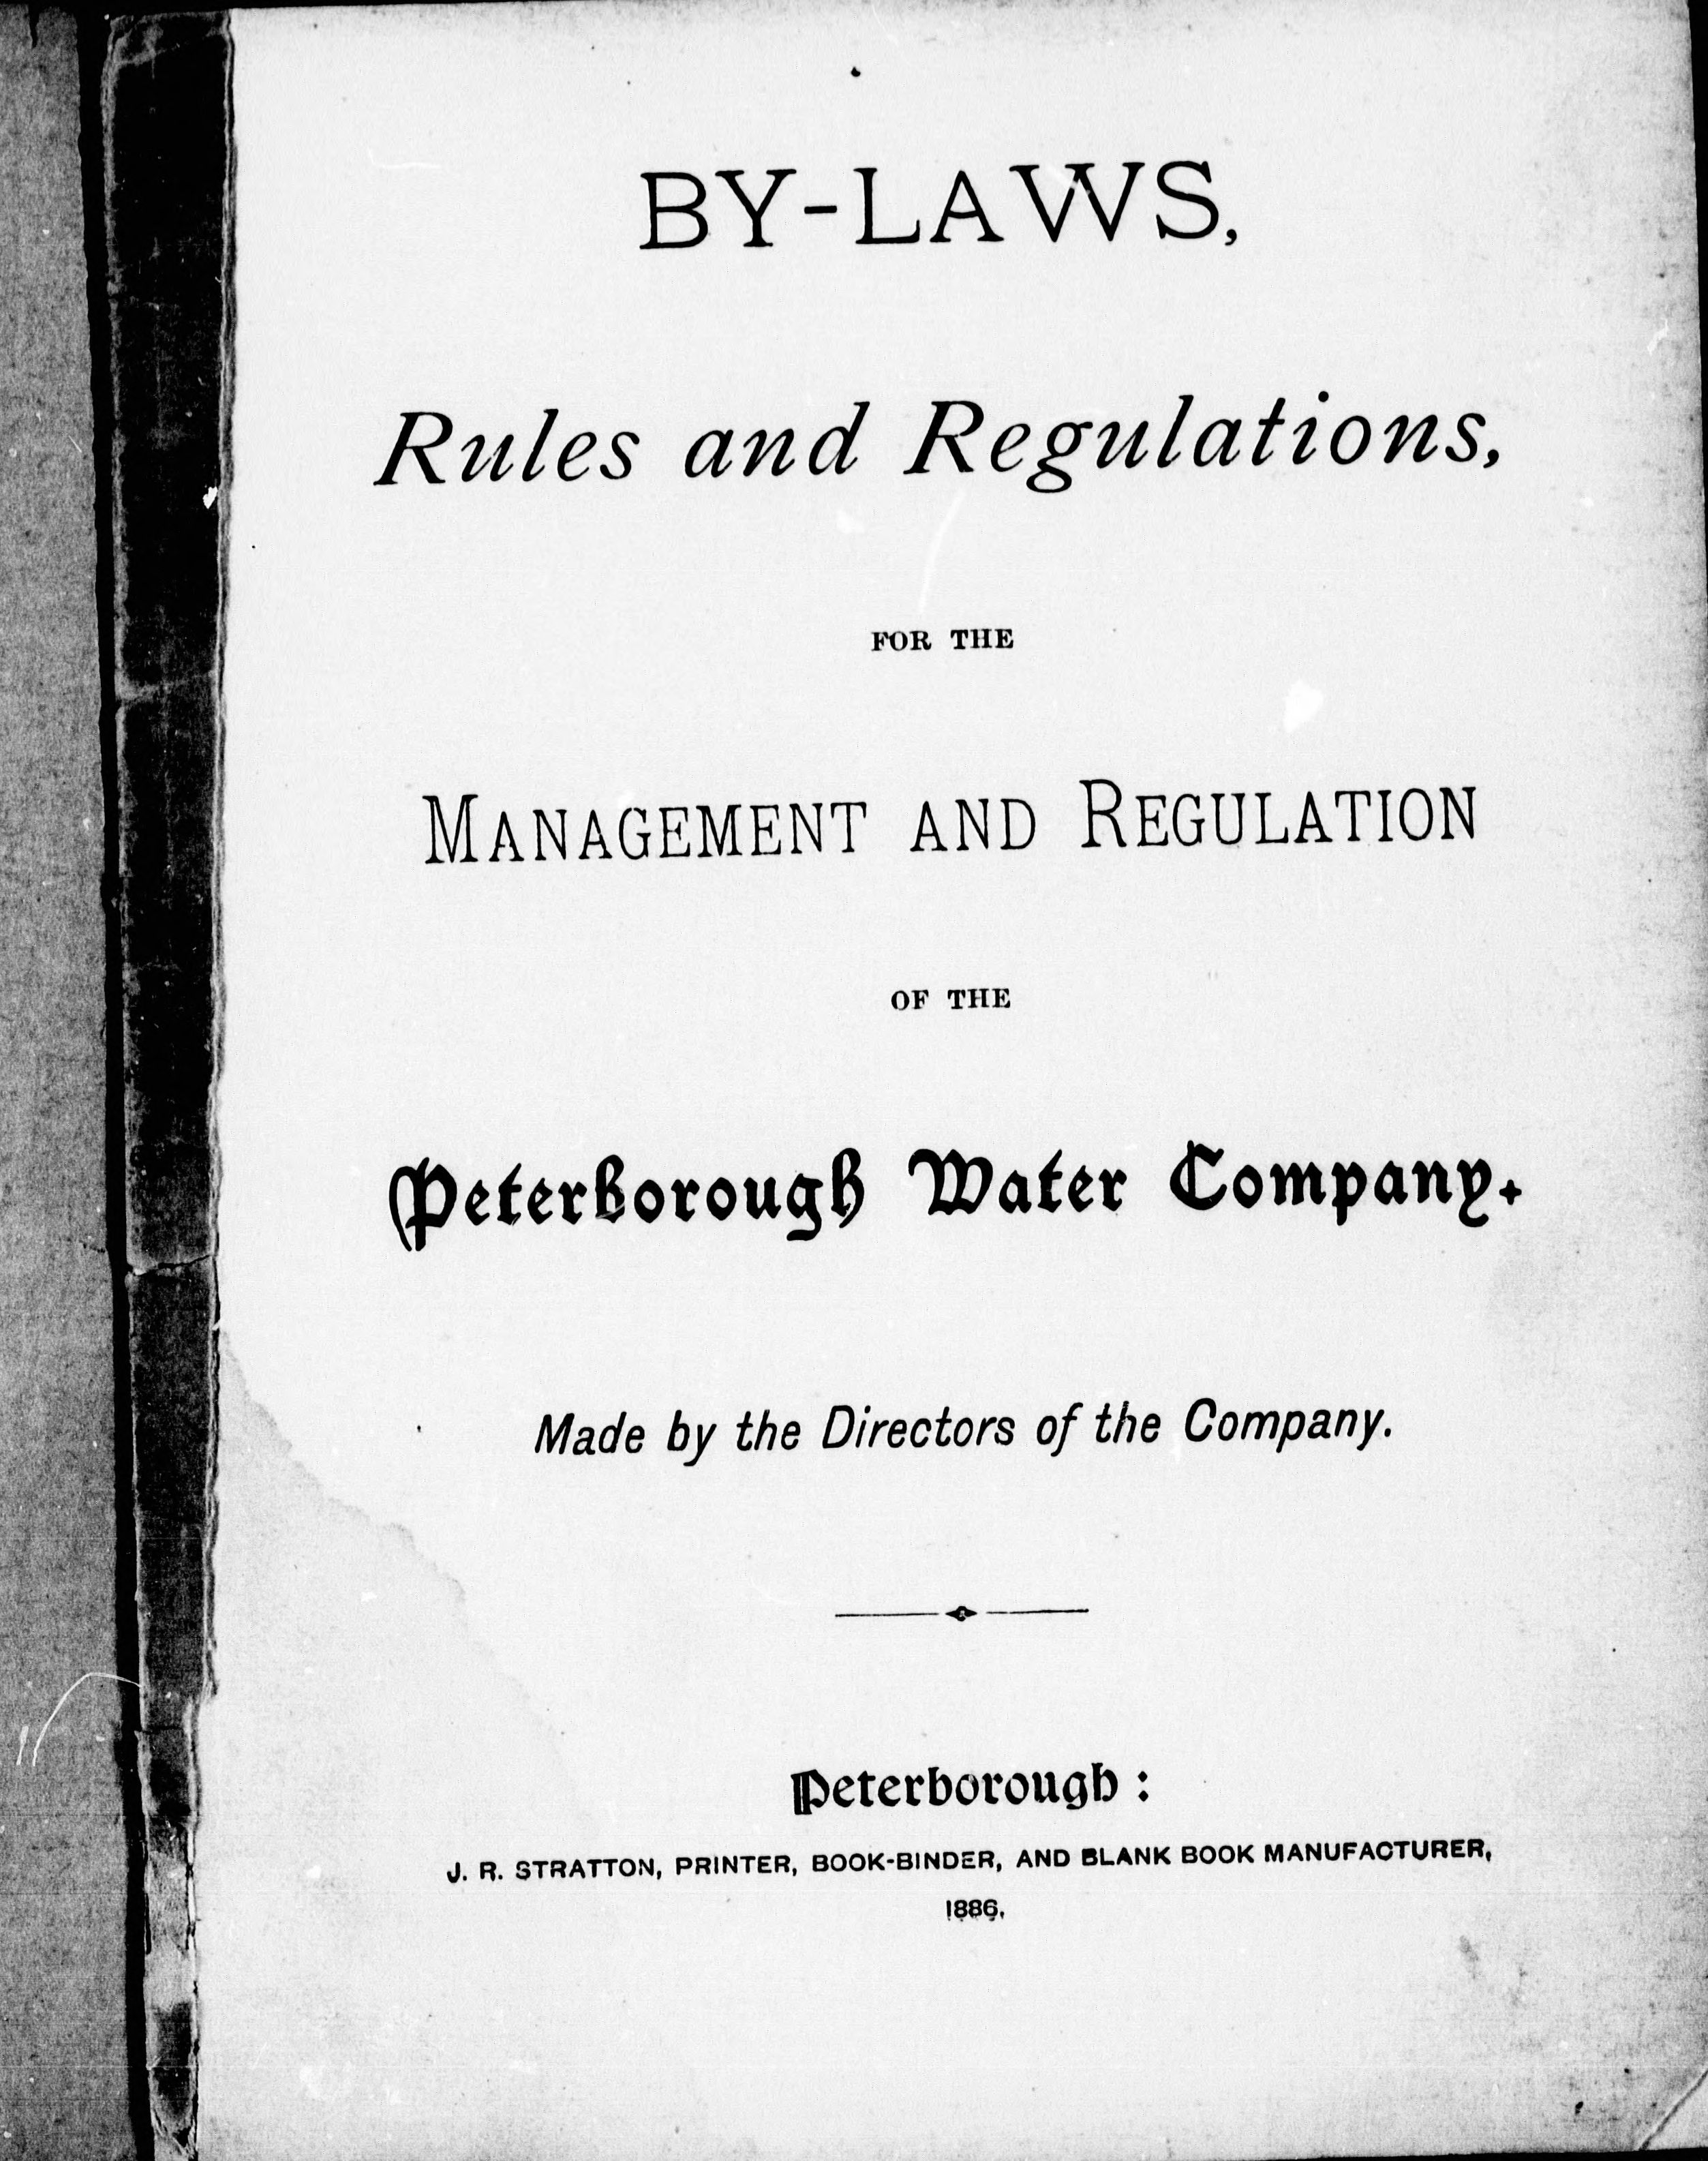 BY-LAWS,
Rules and Regulations,
FOR THE
MANAGEMENT AND REGULATION
OF THE
Peterborough Water Company.
Made by the Directors of the Company.
Peterborough:
J. R. STRATTON, PRINTER, BOOK-BINDER, AND BLANK BOOK MANUFACTURER,
1886.